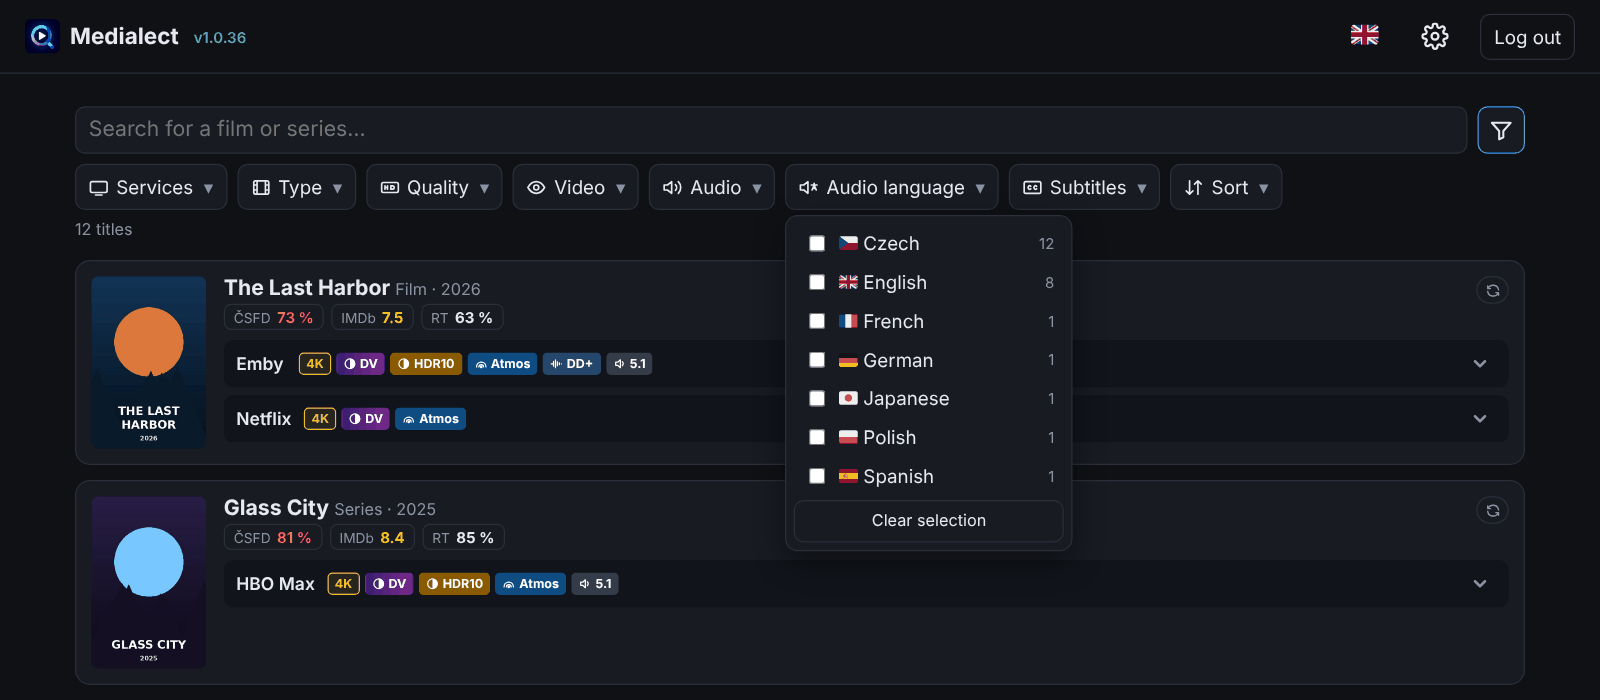 Medialect v1.0.36
Log out
Search for a film or series...
Services ▾ Type ▾ Quality ▾ Video ▾ Audio ▾ Audio language ▾ Subtitles ▾ Sort ▾
12 titles
Czech 12
English 8
French 1
German 1
Japanese 1
Polish 1
Spanish 1
Clear selection
The Last Harbor Film · 2026
ČSFD 73 % IMDb 7.5 RT 63 %
Emby 4K DV HDR10 Atmos DD+ 5.1
Netflix 4K DV Atmos
THE LAST
HARBOR
2026
Glass City Series · 2025
ČSFD 81 % IMDb 8.4 RT 85 %
HBO Max 4K DV HDR10 Atmos 5.1
GLASS CITY
2025